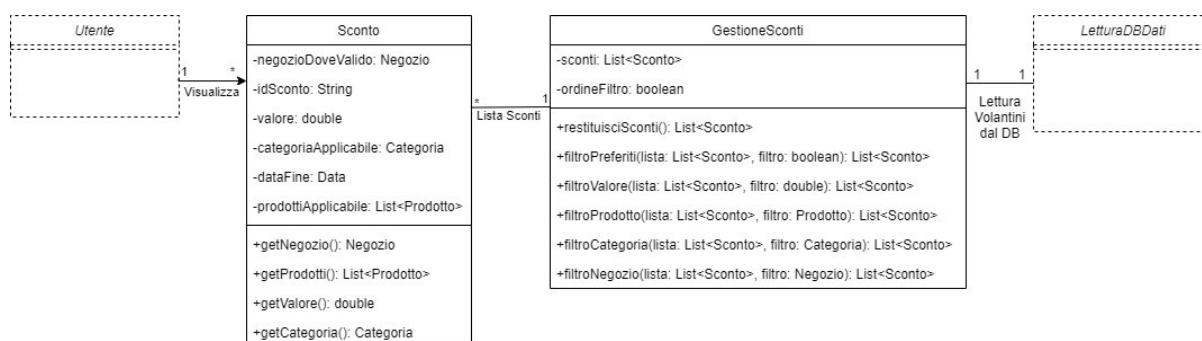 Utente
1
*
Visualizza
Sconto
-negozioDoveValido: Negozio
-idSconto: String
-valore: double
-categoriaApplicabile: Categoria
-dataFine: Data
-prodottiApplicabile: List<Prodotto>
+getNegozio(): Negozio
+getProdotti(): List<Prodotto>
+getValore(): double
+getCategoria(): Categoria
*
1
Lista Sconti
GestioneSconti
-sconti: List<Sconto>
-ordineFiltro: boolean
+restituisciSconti(): List<Sconto>
+filtroPreferiti(lista: List<Sconto>, filtro: boolean): List<Sconto>
+filtroValore(lista: List<Sconto>, filtro: double): List<Sconto>
+filtroProdotto(lista: List<Sconto>, filtro: Prodotto): List<Sconto>
+filtroCategoria(lista: List<Sconto>, filtro: Categoria): List<Sconto>
+filtroNegozio(lista: List<Sconto>, filtro: Negozio): List<Sconto>
1
1
Lettura
Volantini
dal DB
LetturaDBDati